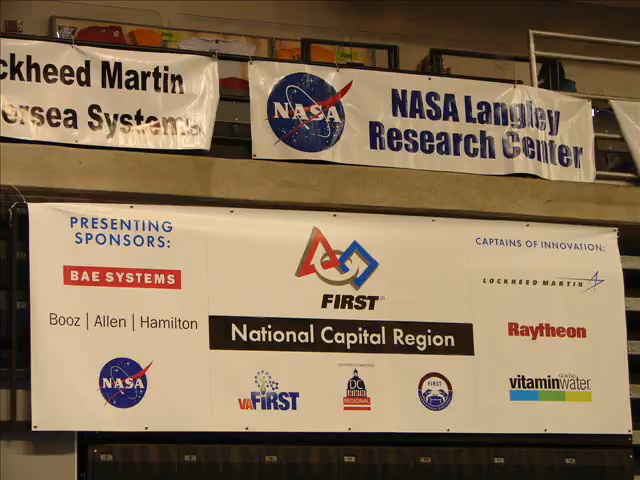 ckheed Martin
ersea Systems
NASA
NASA Langley
Research Center
PRESENTING
SPONSORS:
BAE SYSTEMS
Booz | Allen | Hamilton
NASA
FIRST
National Capital Region
VAFIRST
DC
REGIONAL
FIRST
CAPTAINS OF INNOVATION:
LOCKHEED MARTIN
Raytheon
vitaminwater